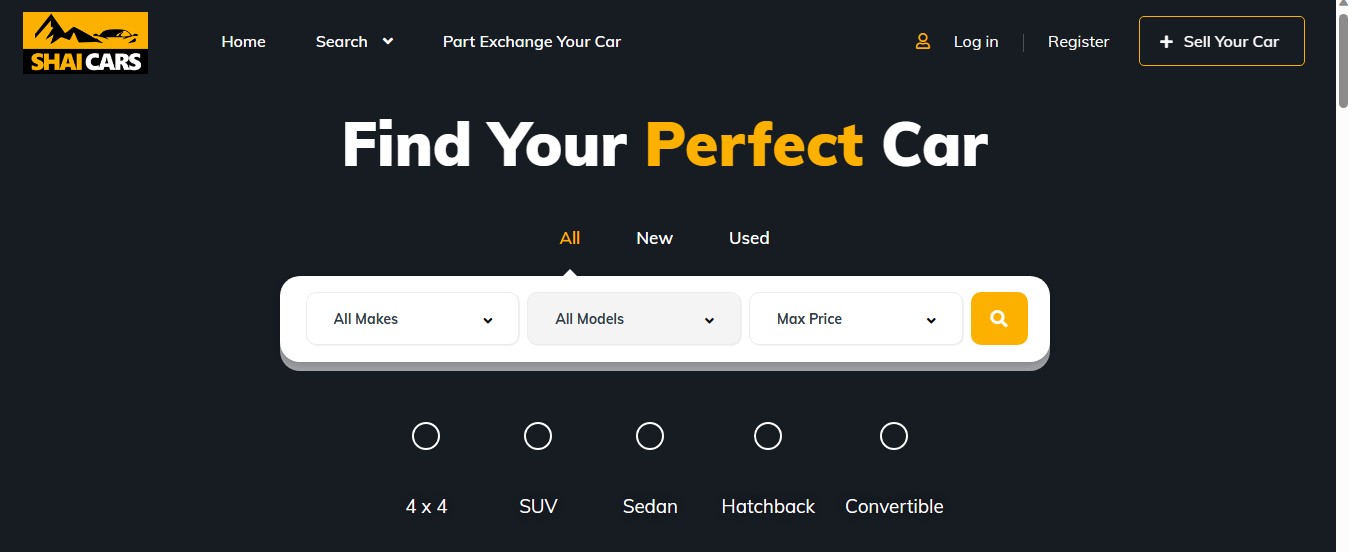 SHAI CARS
Home Search Part Exchange Your Car Log in Register Sell Your Car
Find Your Perfect Car
All New Used
All Makes All Models Max Price
4 x 4 SUV Sedan Hatchback Convertible